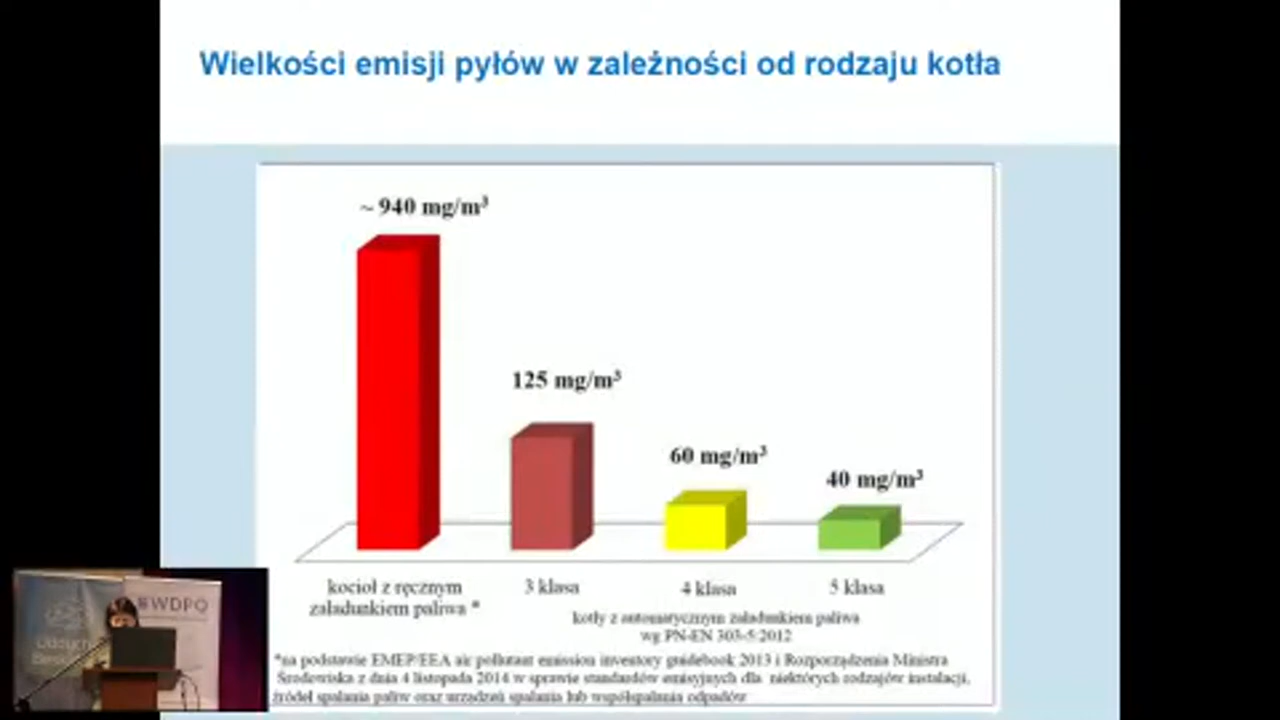 Wielkości emisji pyłów w zależności od rodzaju kotła
~ 940 mg/m³
125 mg/m³
60 mg/m³
40 mg/m³
kocioł z ręcznym
załadunkiem paliwa *
3 klasa
4 klasa
5 klasa
kotły z automatycznym załadunkiem paliwa
wg PN-EN 303-5:2012
*na podstawie EMEP/EEA air pollutant emission inventory guidebook 2013 i Rozporządzenia Ministra
Środowiska z dnia 4 listopada 2014 w sprawie standardów emisyjnych dla niektórych rodzajów instalacji,
źródeł spalania paliw oraz urządzeń spalania lub współspalania odpadów